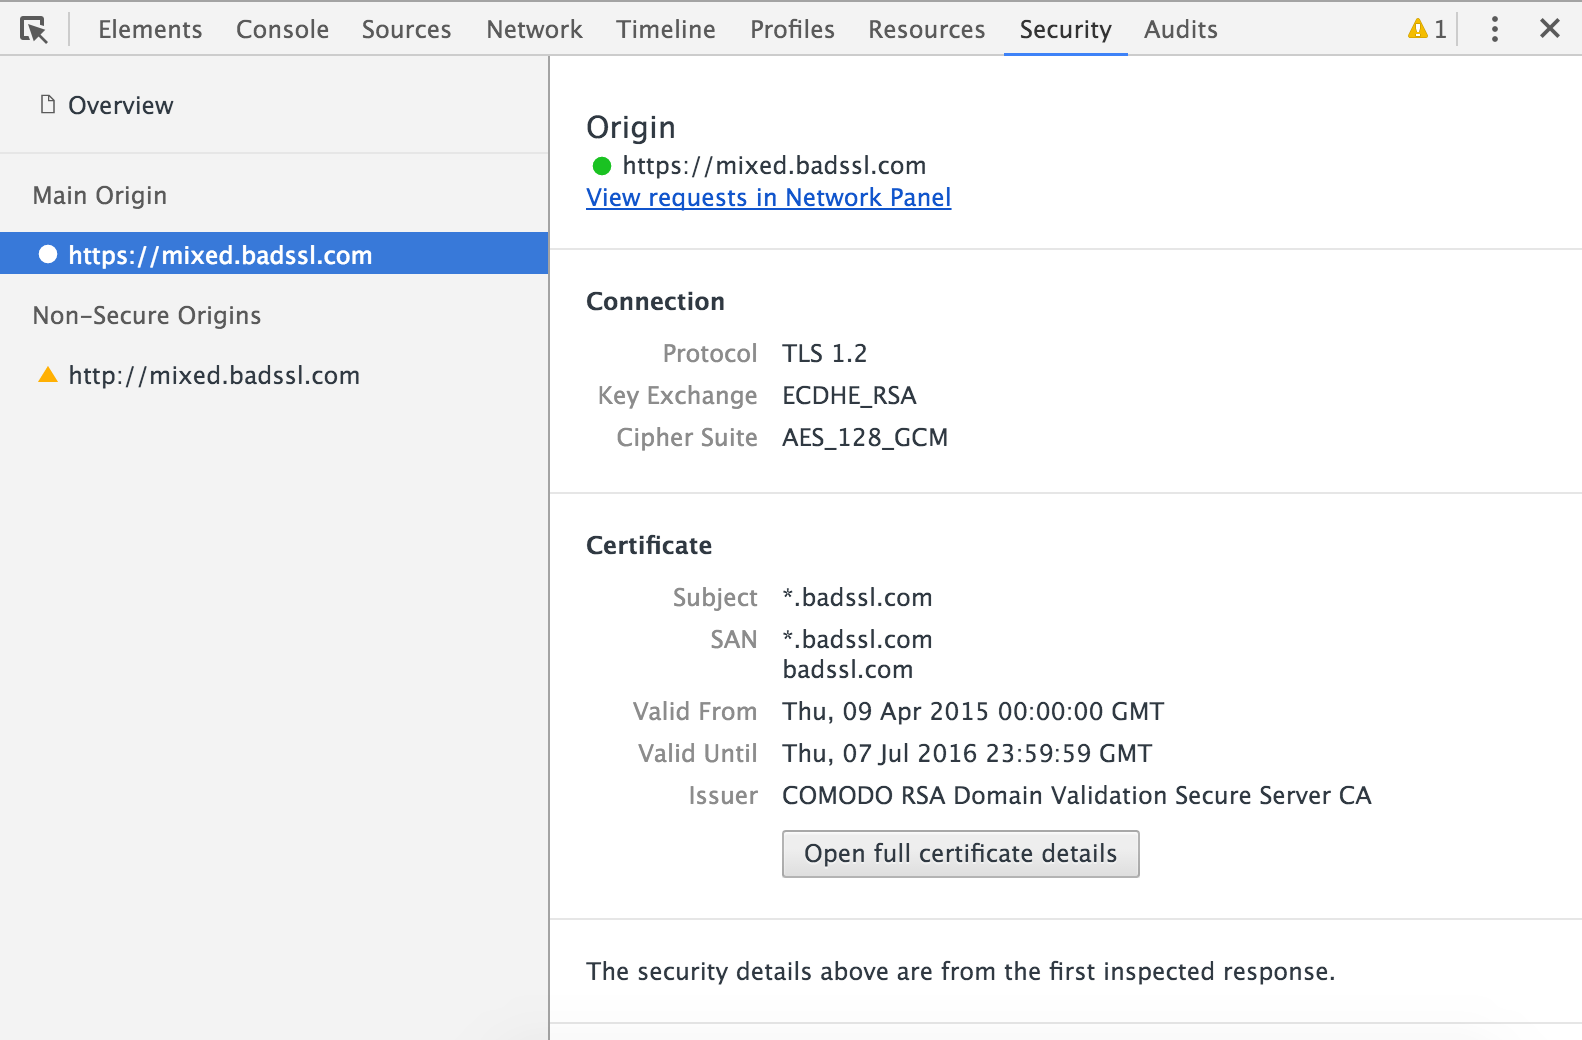 Elements Console Sources Network Timeline Profiles Resources Security Audits 1
Overview
Main Origin
https://mixed.badssl.com
Non-Secure Origins
http://mixed.badssl.com
Origin
https://mixed.badssl.com
View requests in Network Panel
Connection
Protocol TLS 1.2
Key Exchange ECDHE_RSA
Cipher Suite AES_128_GCM
Certificate
Subject *.badssl.com
SAN *.badssl.com
badssl.com
Valid From Thu, 09 Apr 2015 00:00:00 GMT
Valid Until Thu, 07 Jul 2016 23:59:59 GMT
Issuer COMODO RSA Domain Validation Secure Server CA
Open full certificate details
The security details above are from the first inspected response.